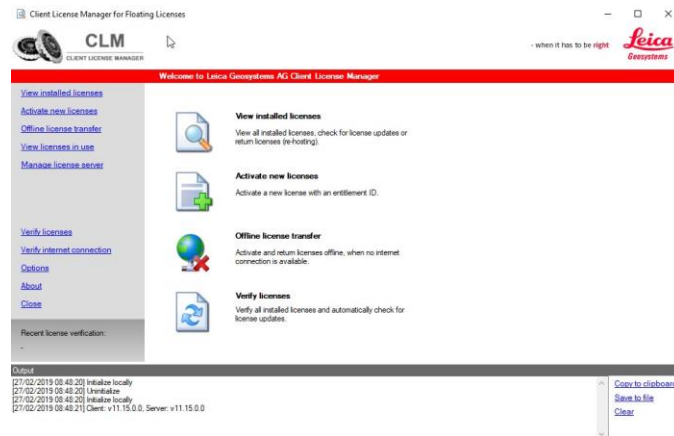 Client License Manager for Floating Licenses
CLM
CLIENT LICENSE MANAGER
- when it has to be right
Leica
Geosystems
Welcome to Leica Geosystems AG Client License Manager
View installed licenses
Activate new licenses
Offline license transfer
View licenses in use
Manage license server
Verify licenses
Verify internet connection
Options
About
Close
Recent license verification:
-
View installed licenses
View all installed licenses, check for license updates or
return licenses (re-hosting).
Activate new licenses
Activate a new license with an entitlement ID.
Offline license transfer
Activate and return licenses offline, when no internet
connection is available.
Verify licenses
Verify all installed licenses and automatically check for
license updates.
Output
[27/02/2019 08:48:20] Initialize locally
[27/02/2019 08:48:20] Uninitialize
[27/02/2019 08:48:20] Initialize locally
[27/02/2019 08:48:21] Client: v11.15.0.0, Server: v11.15.0.0
Copy to clipboard
Save to file
Clear